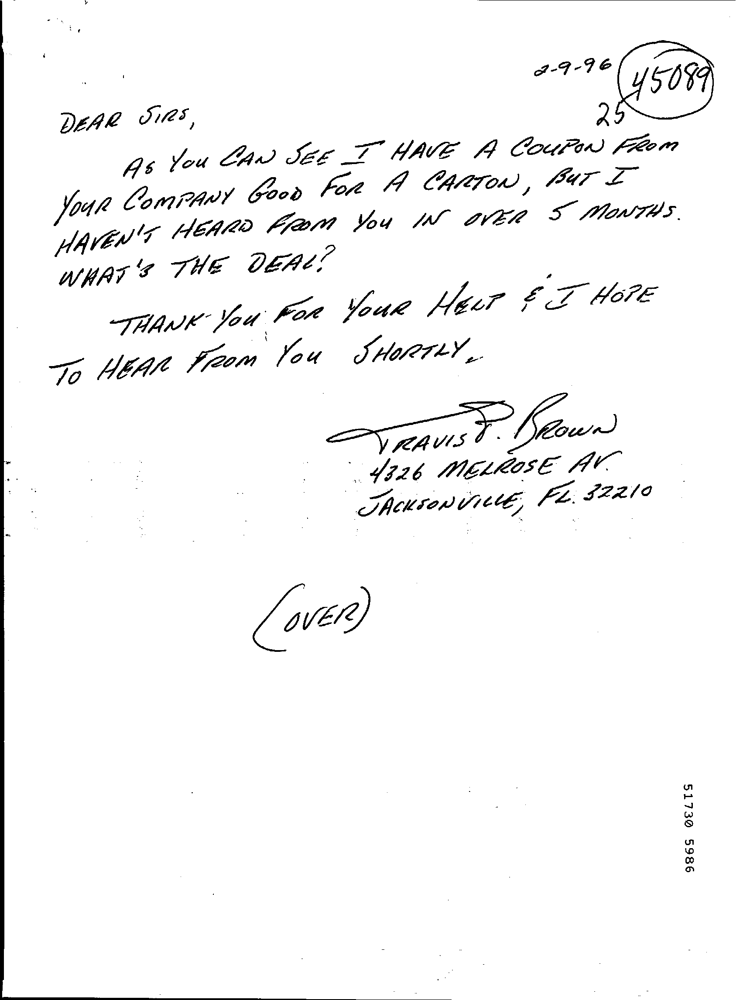 2-9-96
45089
25
DEAR SIRS,
AS YOU CAN SEE I HAVE A COUPON FROM
YOUR COMPANY GOOD FOR A CARTON, BUT I
HAVEN'T HEARD FROM YOU IN OVER 5 MONTHS.
WHAT'S THE DEAL?
THANK YOU FOR YOUR HELP & I HOPE
TO HEAR FROM YOU SHORTLY.
TRAVIS J. BROWN
4326 MELROSE AV.
JACKSONVILLE, FL. 32210
(OVER)
51730 5986